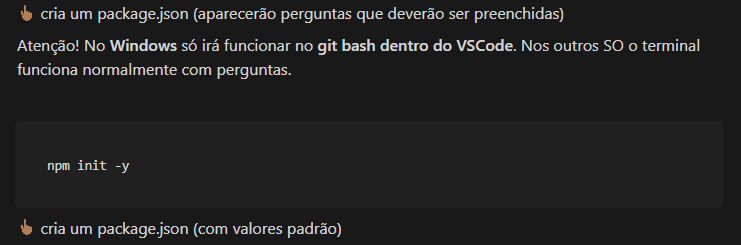 👆🏽 cria um package.json (aparecerão perguntas que deverão ser preenchidas)
Atenção! No Windows só irá funcionar no git bash dentro do VSCode. Nos outros SO o terminal
funciona normalmente com perguntas.
npm init -y
👆🏽 cria um package.json (com valores padrão)